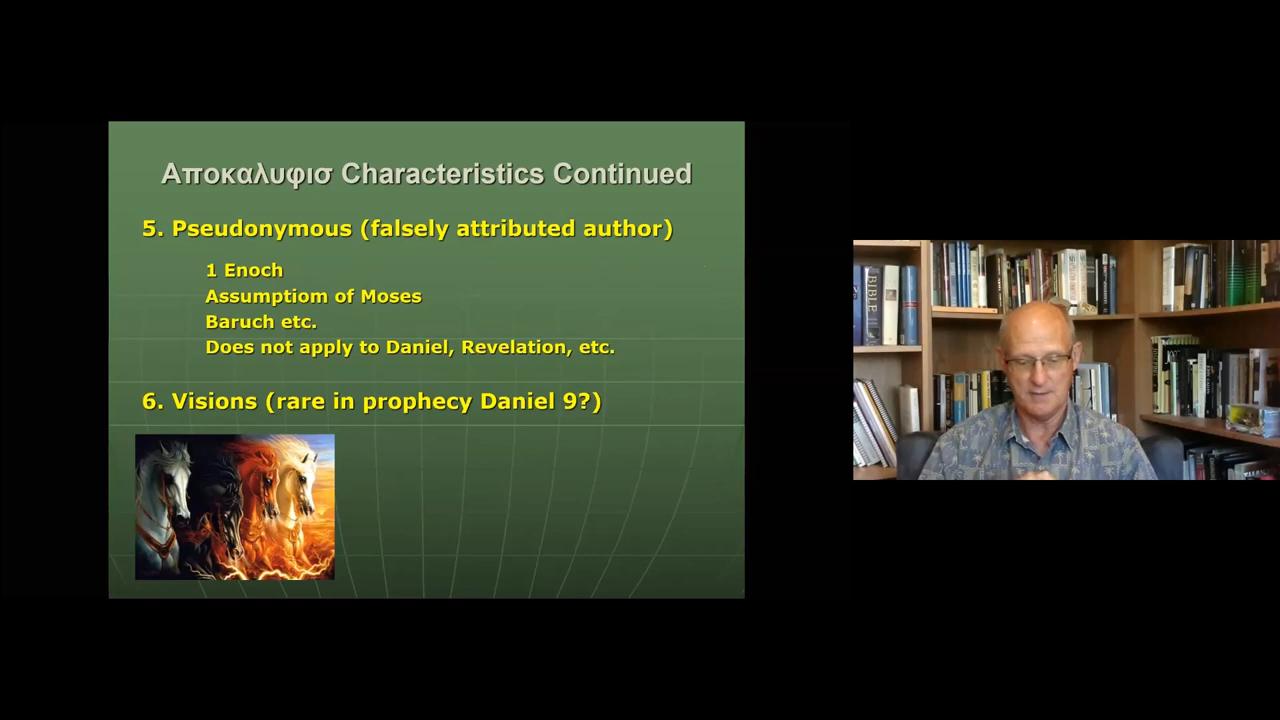 Αποκαλυφισ Characteristics Continued
5. Pseudonymous (falsely attributed author)
1 Enoch
Assumptiom of Moses
Baruch etc.
Does not apply to Daniel, Revelation, etc.
6. Visions (rare in prophecy Daniel 9?)
BIBLE